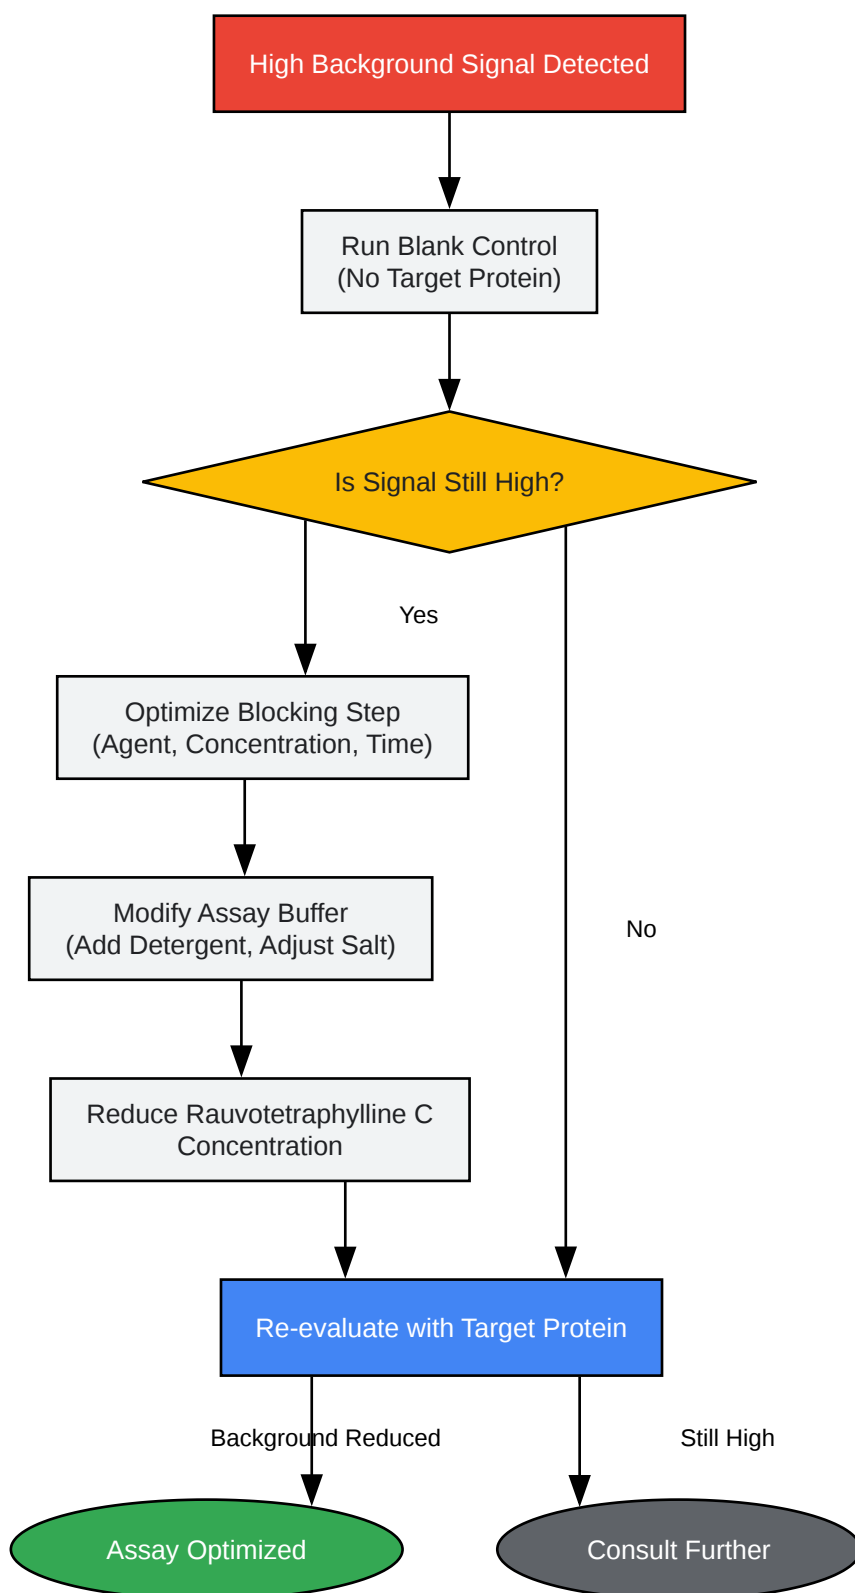 High Background Signal Detected
Run Blank Control
(No Target Protein)
Is Signal Still High?
Yes
Optimize Blocking Step
(Agent, Concentration, Time)
Modify Assay Buffer
(Add Detergent, Adjust Salt)
No
Reduce Rauvotetraphylline C
Concentration
Re-evaluate with Target Protein
Background Reduced
Still High
Assay Optimized
Consult Further